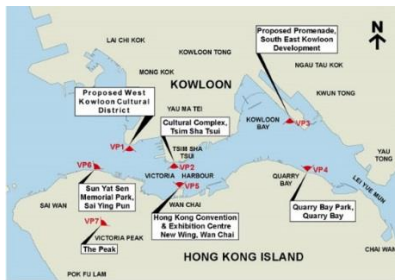 LAI CHI KOK
KOWLOON TONG
Proposed Promenade,
South East Kowloon
Development
N
MONG KOK
NGAU TAU KOK
KOWLOON
Proposed West
Kowloon Cultural
District
YAU MA TEI
KWUN TONG
Cultural Complex,
Tsim Sha Tsui
KOWLOON
BAY
VP3
VP1
TSIM SHA
TSUI
YAU
TONG
VP6
VP2
VICTORIA HARBOUR
VP4
VP5
QUARRY
BAY
LEI YUE MUN
Sun Yat Sen
Memorial Park,
Sai Ying Pun
SAI WAN
WAN CHAI
Hong Kong Convention
& Exhibition Centre
New Wing, Wan Chai
Quarry Bay Park,
Quarry Bay
VP7
VICTORIA PEAK
The Peak
CHAI WAN
HONG KONG ISLAND
POK FU LAM